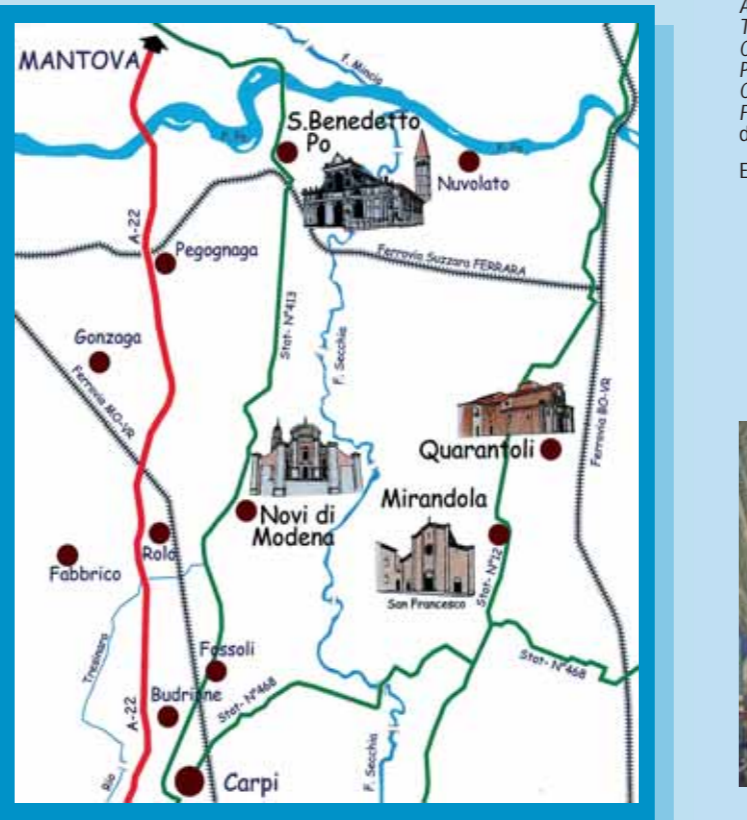 MANTOVA
f. Mincio
S.Benedetto
Po
F. Po
F. Po
Nuvolato
A-22
Pegognaga
Ferrovia Suzzara FERRARA
Stat- N°413
Gonzaga
F. Secchia
Ferrovia MO-VR
Ferrovia BO-VR
Quarantoli
Mirandola
Novi di
Modena
Rolo
Fabbrico
San Francesco
Stat- N°12
Tresinaro
Fossoli
Stat- N°468
Budrione
Stat- N°468
A-22
Rio
Carpi
F. Secchia